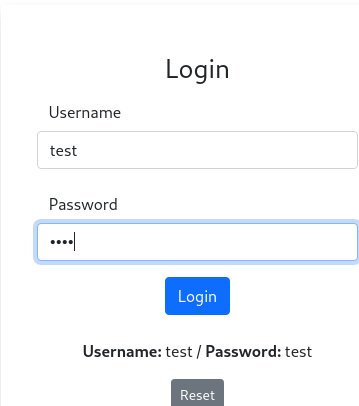 Login
Username
test
Password
••••
Login
Username: test / Password: test
Reset